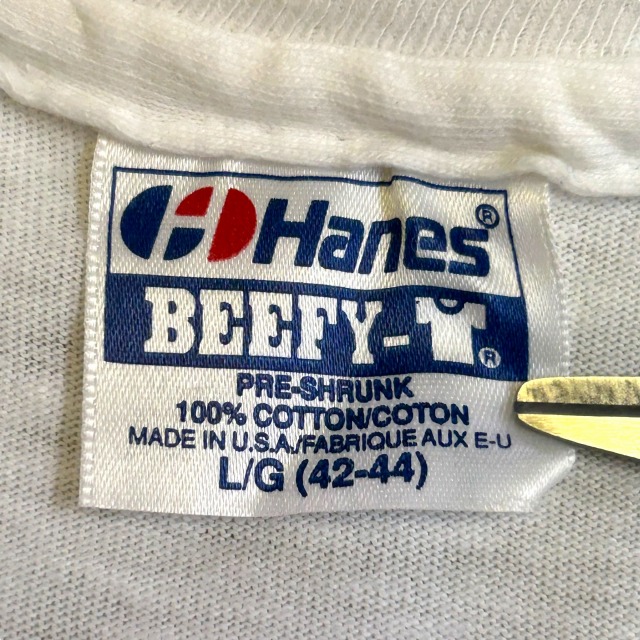 Hanes®
BEEFY-T®
PRE-SHRUNK
100% COTTON/COTON
MADE IN U.S.A./FABRIQUE AUX E-U
L/G (42-44)